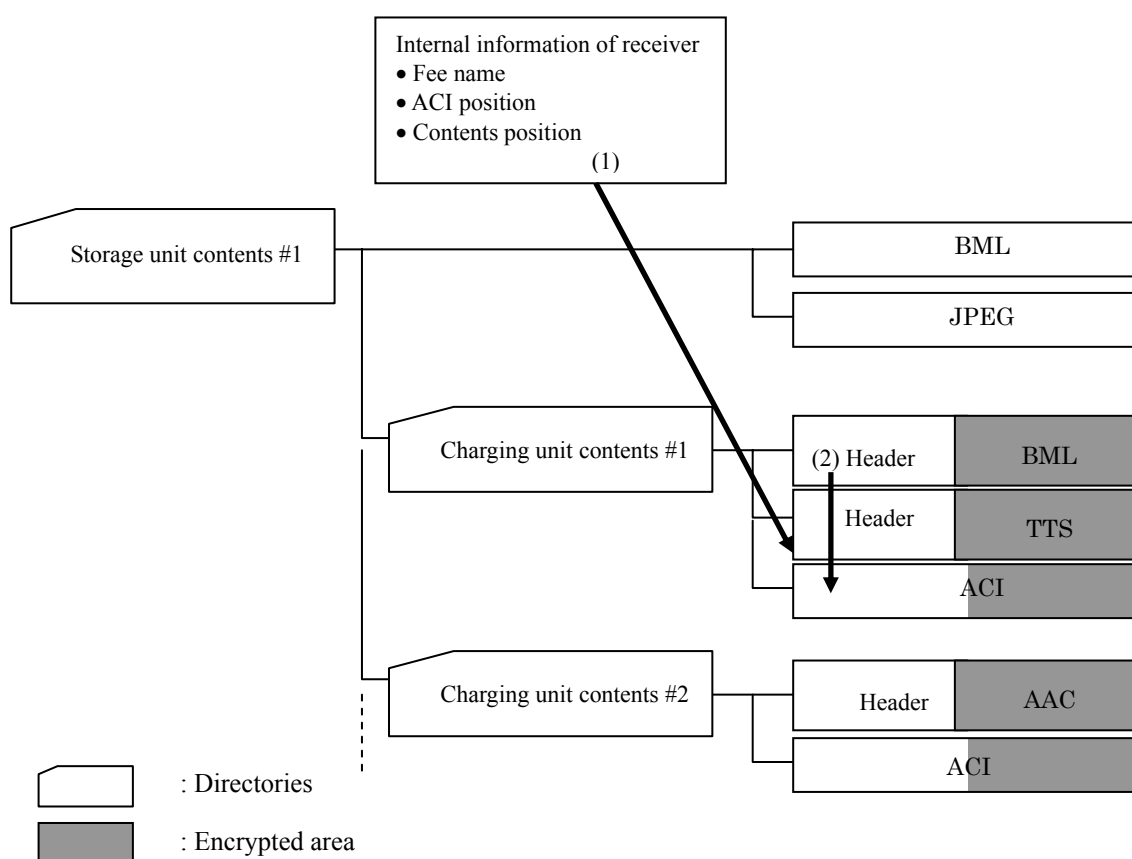 Internal information of receiver
• Fee name
• ACI position
• Contents position
(1)
Storage unit contents #1
BML
JPEG
Charging unit contents #1
(2) Header
BML
Header
TTS
ACI
Charging unit contents #2
Header
AAC
ACI
: Directories
: Encrypted area